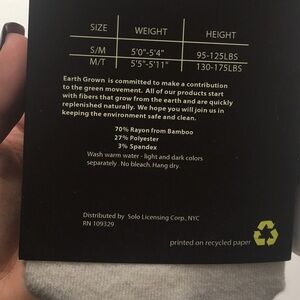 SIZE WEIGHT HEIGHT
S/M 5'0"-5'4" 95-125LBS
M/T 5'5"-5'11" 130-175LBS
Earth Grown is committed to make a contribution
to the green movement. All of our products start
with fibers that grow from the earth and are quickly
replenished naturally. We hope you will join us in
keeping the environment safe and clean.
70% Rayon from Bamboo
27% Polyester
3% Spandex
Wash warm water - light and dark colors
separately. No bleach. Hang dry
Distributed by Solo Licensing Corp., NYC
RN 109329
printed on recycled paper